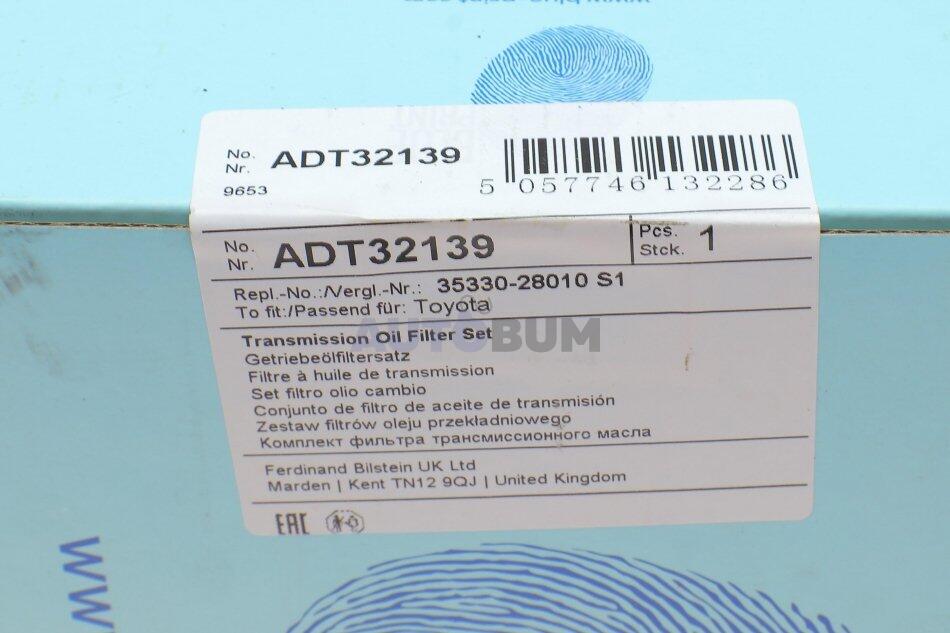 No.
Nr. ADT32139
9653
5 057746 132286
No.
Nr. ADT32139
Pcs.
Stck. 1
Repl.-No.:/Vergl.-Nr.: 35330-28010 S1
To fit:/Passend für: Toyota
AUTOBUM
Transmission Oil Filter Set
Getriebeölfiltersatz
Filtre à huile de transmission
Set filtro olio cambio
Conjunto de filtro de aceite de transmisión
Zestaw filtrów oleju przekładniowego
Комплект фильтра трансмиссионного масла
Ferdinand Bilstein UK Ltd
Marden | Kent TN12 9QJ | United Kingdom
EAC